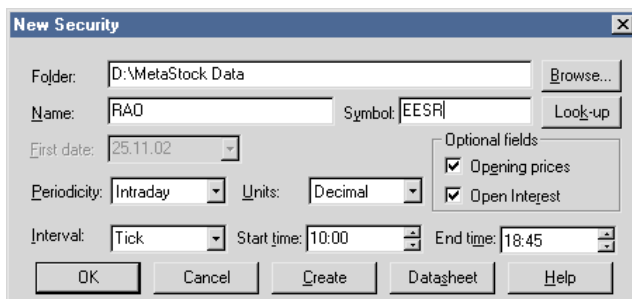 New Security
Folder: D:\MetaStock Data Browse...
Name: RAO Symbol: EESR Look-up
First date: 25.11.02 Optional fields
Opening prices
Periodicity: Intraday Units: Decimal Open Interest
Interval: Tick Start time: 10:00 End time: 18:45
OK Cancel Create Datasheet Help